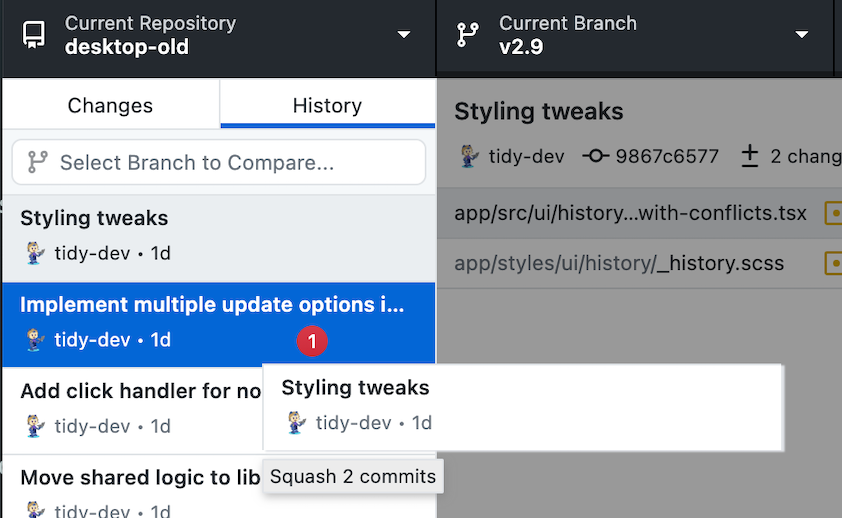 Current Repository
desktop-old
Current Branch
v2.9
Changes
History
Select Branch to Compare...
Styling tweaks
tidy-dev • 1d
Implement multiple update options i...
tidy-dev • 1d
1
Add click handler for no
tidy-dev • 1d
Move shared logic to lib
tidy-dev • 1d
Styling tweaks
tidy-dev • 1d
Squash 2 commits
Styling tweaks
tidy-dev 9867c6577 2 chang
app/src/ui/history...with-conflicts.tsx
app/styles/ui/history/_history.scss